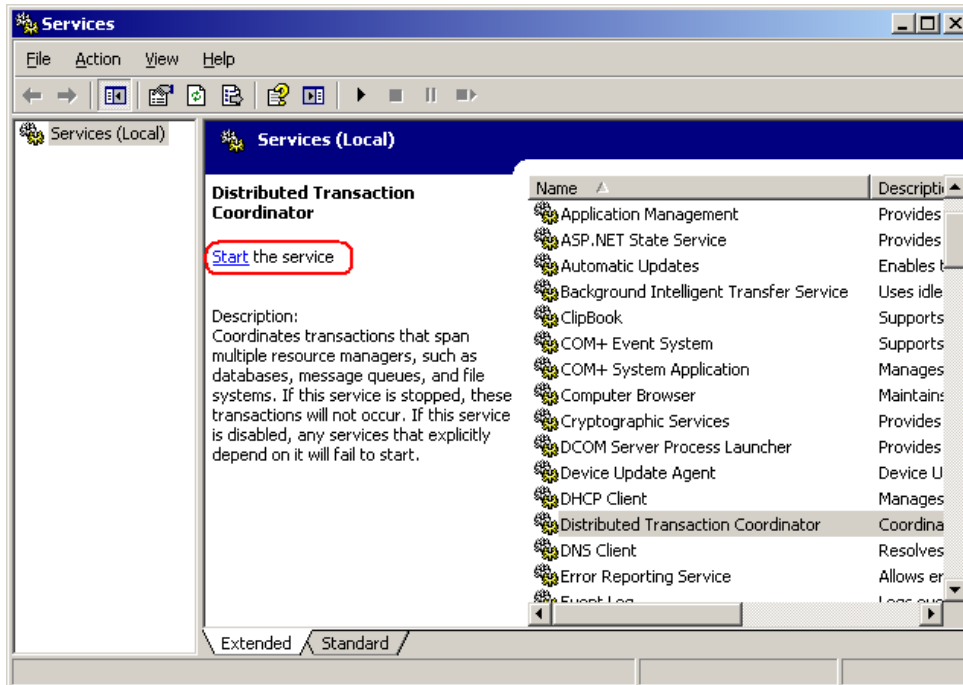 Services
File Action View Help
Services (Local)
Services (Local)
Distributed Transaction
Coordinator
Start the service
Description:
Coordinates transactions that span
multiple resource managers, such as
databases, message queues, and file
systems. If this service is stopped, these
transactions will not occur. If this service
is disabled, any services that explicitly
depend on it will fail to start.
Name Descripti
Application Management Provides
ASP.NET State Service Provides
Automatic Updates Enables t
Background Intelligent Transfer Service Uses idle
ClipBook Supports
COM+ Event System Supports
COM+ System Application Manages
Computer Browser Maintains
Cryptographic Services Provides
DCOM Server Process Launcher Provides
Device Update Agent Device U
DHCP Client Manages
Distributed Transaction Coordinator Coordina
DNS Client Resolves
Error Reporting Service Allows er
Event Log
Extended Standard